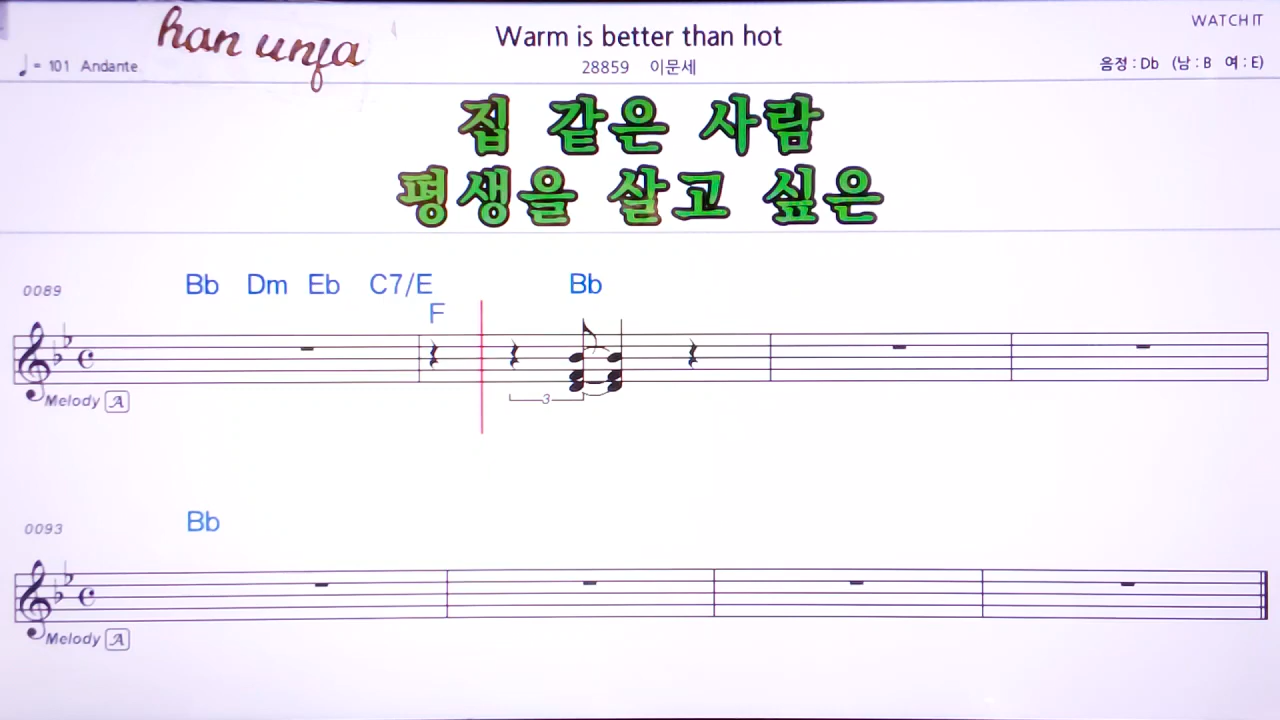 han unfa
Warm is better than hot
WATCH IT
28859 이문세
♩= 101 Andante
음정 : Db (남 : B 여 : E)
집 같은 사람
평생을 살고 싶은
0089
Bb Dm Eb C7/E Bb
F
3
Melody A
0093
Bb
Melody A